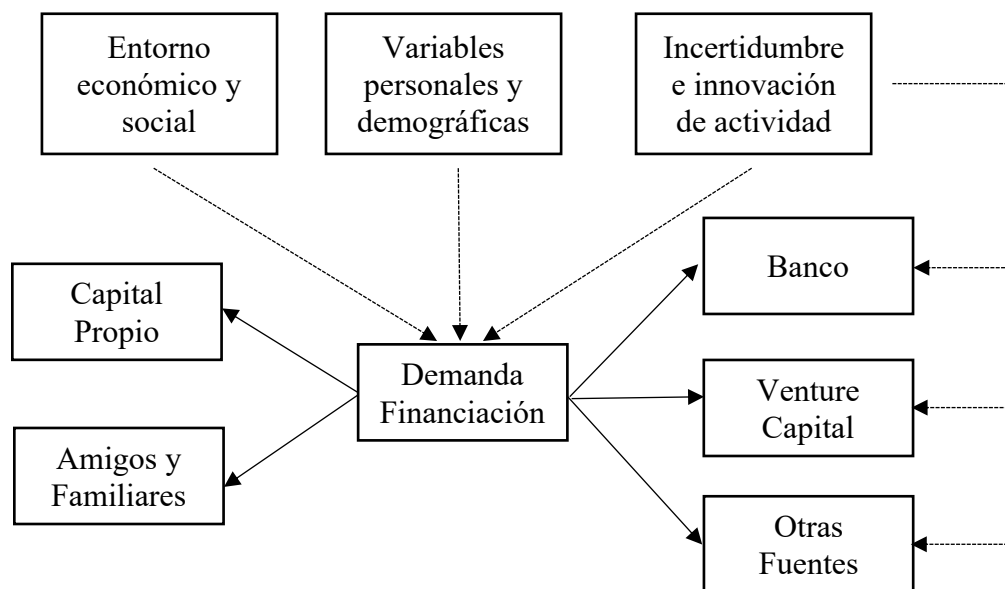 Entorno
económico y
social
Variables
personales y
demográficas
Incertidumbre
e innovación
de actividad
Capital
Propio
Amigos y
Familiares
Demanda
Financiación
Banco
Venture
Capital
Otras
Fuentes